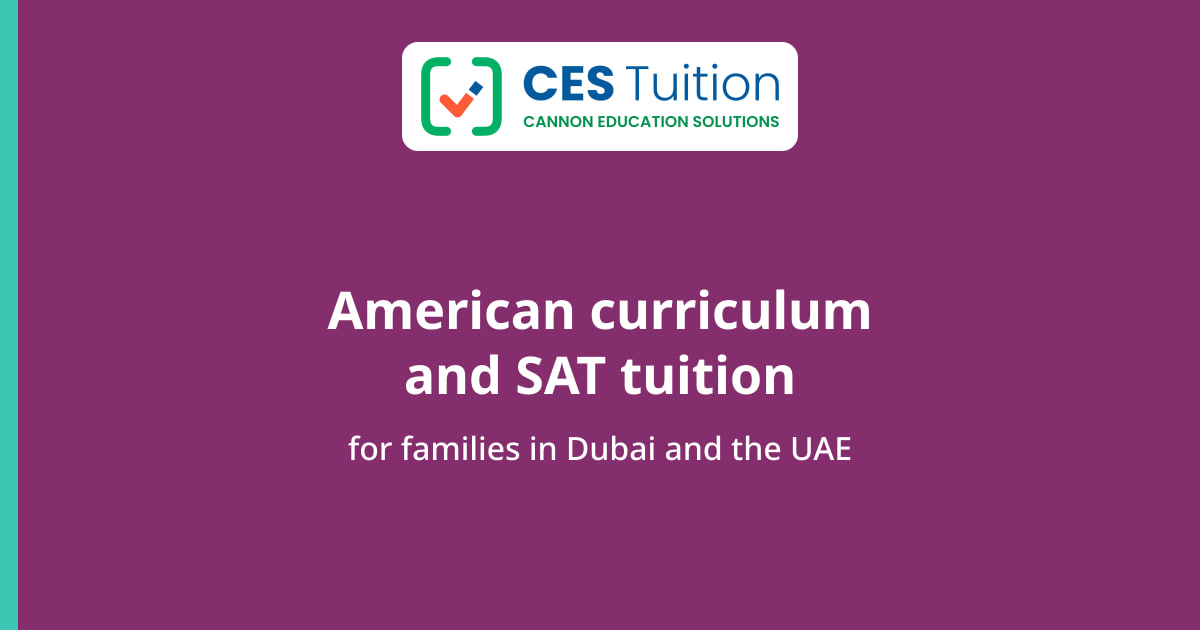 CES Tuition
CANNON EDUCATION SOLUTIONS
American curriculum
and SAT tuition
for families in Dubai and the UAE